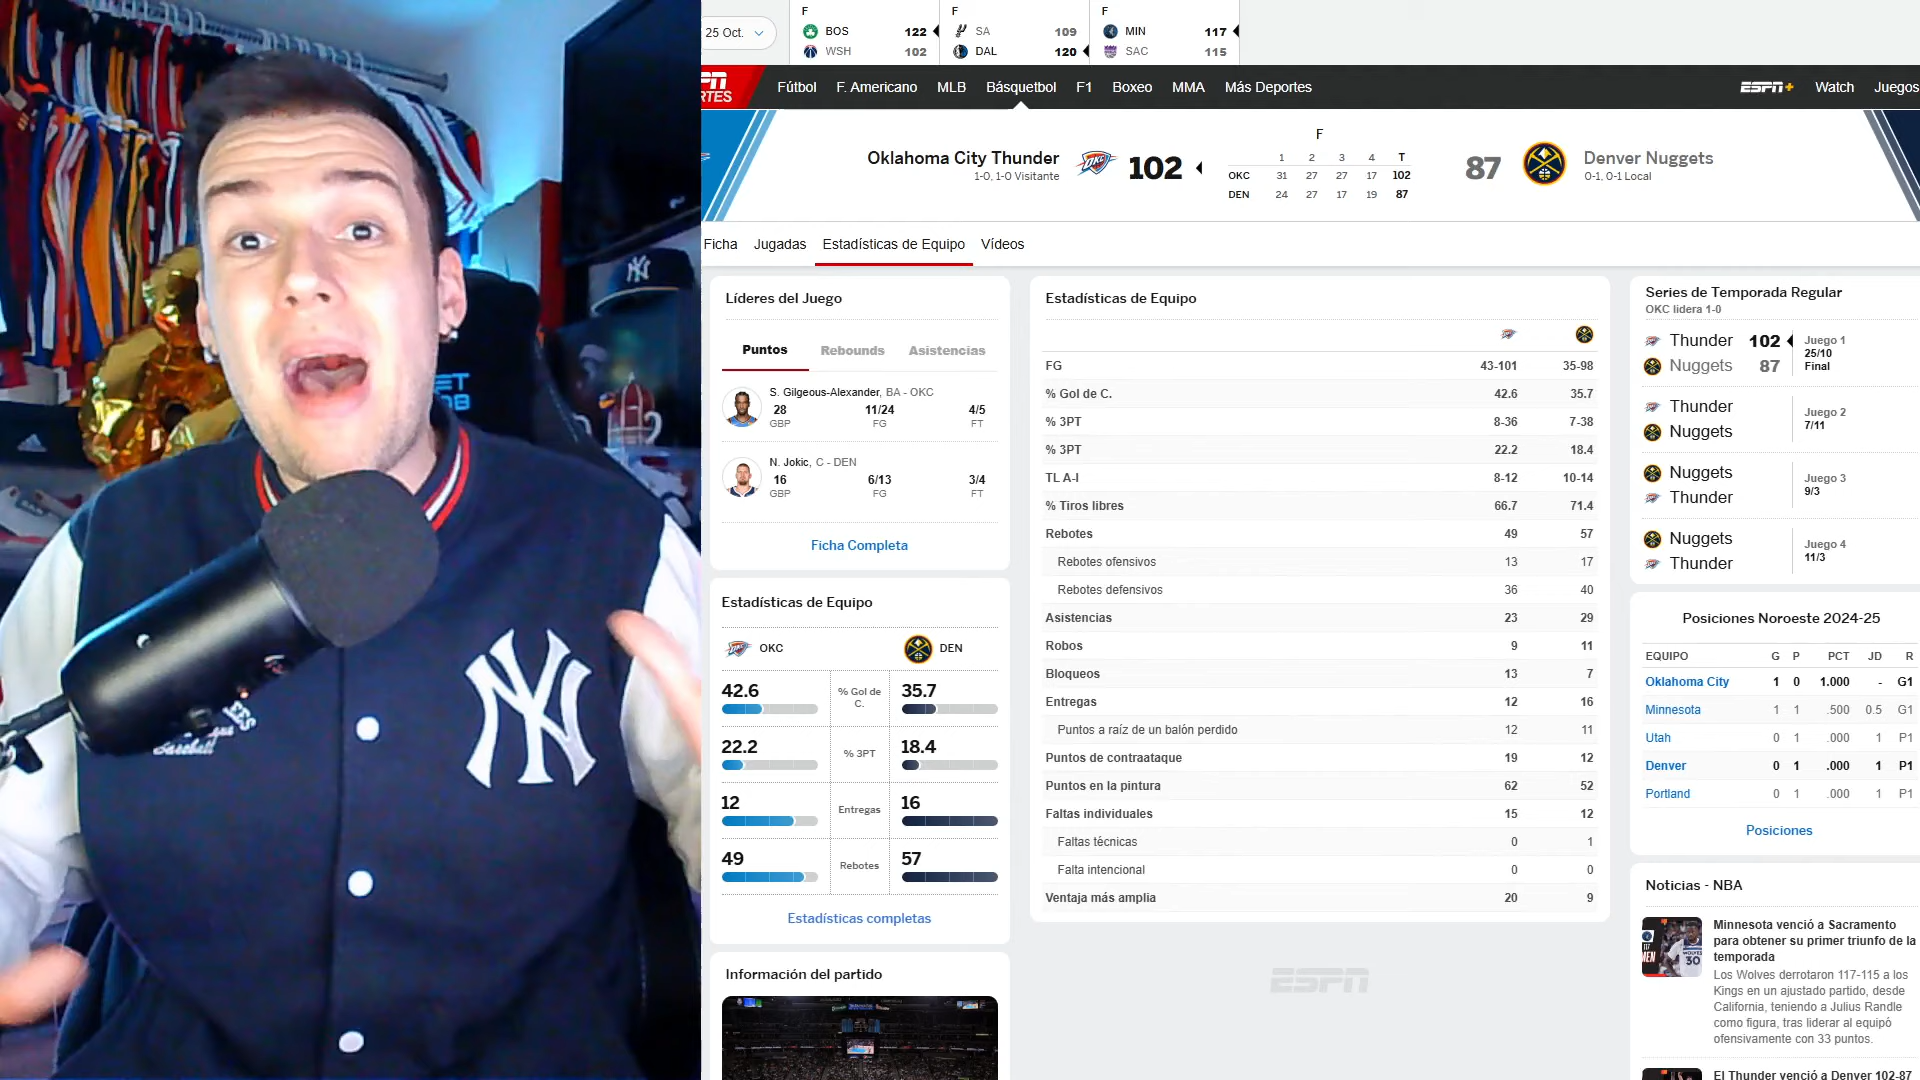 25 Oct.
F
BOS 122
WSH 102
F
SA 109
DAL 120
F
MIN 117
SAC 115
Fútbol F. Americano MLB Básquetbol F1 Boxeo MMA Más Deportes
ESPN+ Watch Juegos
Oklahoma City Thunder
1-0, 1-0 Visitante
102
F
1 2 3 4 T
OKC 31 27 27 17 102
DEN 24 27 17 19 87
87
Denver Nuggets
0-1, 0-1 Local
Ficha Jugadas Estadísticas de Equipo Vídeos
Líderes del Juego
Puntos Rebounds Asistencias
S. Gilgeous-Alexander, BA - OKC
28 11/24 4/5
GBP FG FT
N. Jokic, C - DEN
16 6/13 3/4
GBP FG FT
Ficha Completa
Estadísticas de Equipo
OKC DEN
42.6 % Gol de C. 35.7
22.2 % 3PT 18.4
12 Entregas 16
49 Rebotes 57
Estadísticas completas
Información del partido
Estadísticas de Equipo
FG 43-101 35-98
% Gol de C. 42.6 35.7
% 3PT 8-36 7-38
% 3PT 22.2 18.4
TL A-I 8-12 10-14
% Tiros libres 66.7 71.4
Rebotes 49 57
Rebotes ofensivos 13 17
Rebotes defensivos 36 40
Asistencias 23 29
Robos 9 11
Bloqueos 13 7
Entregas 12 16
Puntos a raíz de un balón perdido 12 11
Puntos de contraataque 19 12
Puntos en la pintura 62 52
Faltas individuales 15 12
Faltas técnicas 0 1
Falta intencional 0 0
Ventaja más amplia 20 9
ESPN
Series de Temporada Regular
OKC lidera 1-0
Thunder 102 Juego 1
25/10
Nuggets 87 Final
Thunder Juego 2
Nuggets 7/11
Nuggets Juego 3
Thunder 9/3
Nuggets Juego 4
Thunder 11/3
Posiciones Noroeste 2024-25
EQUIPO G P PCT JD R
Oklahoma City 1 0 1.000 - G1
Minnesota 1 1 .500 0.5 G1
Utah 0 1 .000 1 P1
Denver 0 1 .000 1 P1
Portland 0 1 .000 1 P1
Posiciones
Noticias - NBA
Minnesota venció a Sacramento
para obtener su primer triunfo de la
temporada
Los Wolves derrotaron 117-115 a los
Kings en un ajustado partido, desde
California, teniendo a Julius Randle
como figura, tras liderar al equipó
ofensivamente con 33 puntos.
El Thunder venció a Denver 102-87
NY